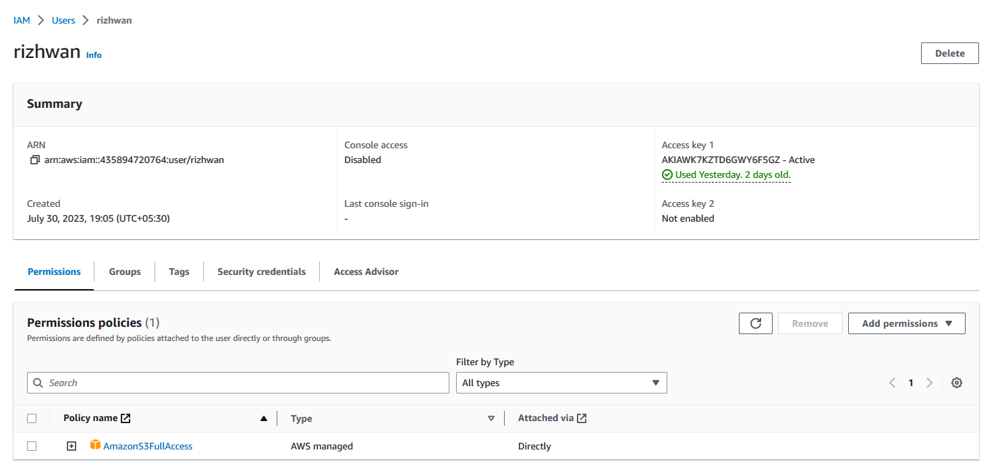 IAM > Users > rizhwan
rizhwan Info
Delete
Summary
ARN
arn:aws:iam::435894720764:user/rizhwan
Console access
Disabled
Access key 1
AKIAWK7KZTD6GWY6F5GZ - Active
Used Yesterday. 2 days old.
Created
July 30, 2023, 19:05 (UTC+05:30)
Last console sign-in
-
Access key 2
Not enabled
Permissions Groups Tags Security credentials Access Advisor
Permissions policies (1)
Permissions are defined by policies attached to the user directly or through groups.
Remove
Add permissions
Filter by Type
Search
All types
1
Policy name Type Attached via
AmazonS3FullAccess AWS managed Directly